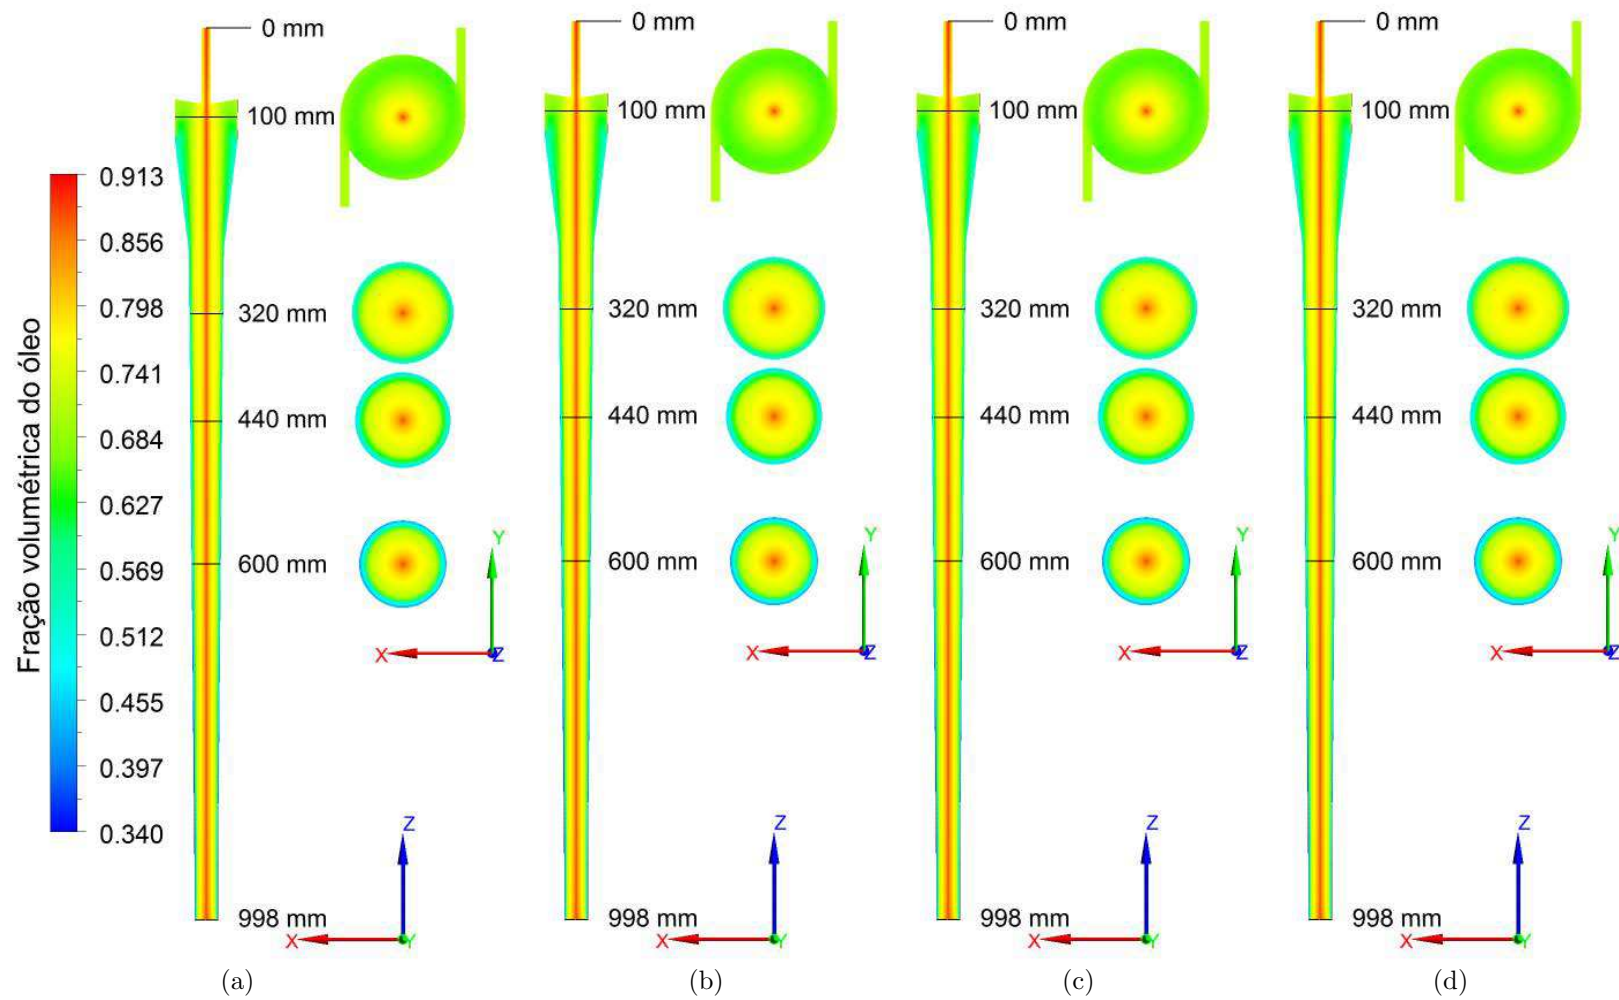 Fração volumétrica do óleo
0.913
0.856
0.798
0.741
0.684
0.627
0.569
0.512
0.455
0.397
0.340
0 mm
100 mm
320 mm
440 mm
600 mm
Y
X
Z
Z
998 mm
X
Y
(a)
0 mm
100 mm
320 mm
440 mm
600 mm
Y
X
Z
Z
998 mm
X
Y
(b)
0 mm
100 mm
320 mm
440 mm
600 mm
Y
X
Z
Z
998 mm
X
Y
(c)
0 mm
100 mm
320 mm
440 mm
600 mm
Y
X
Z
Z
998 mm
X
Y
(d)